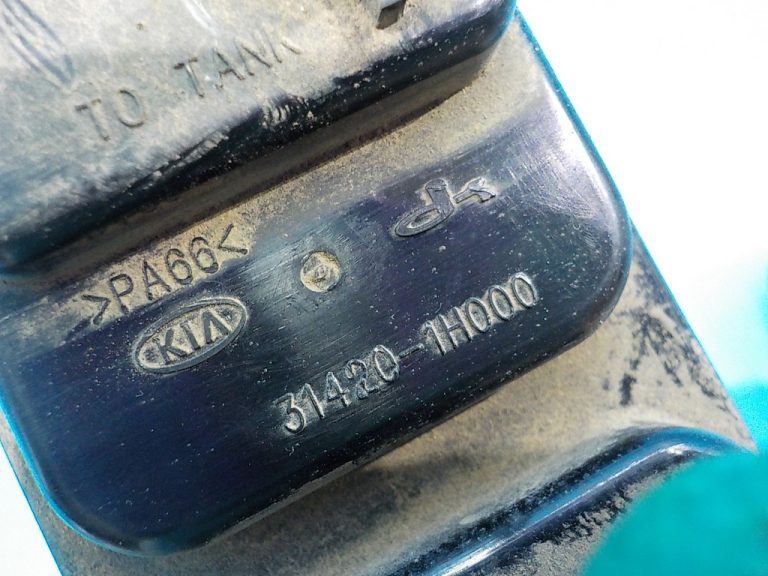 TO TANK
>PA66<
KIA
31420-1H000